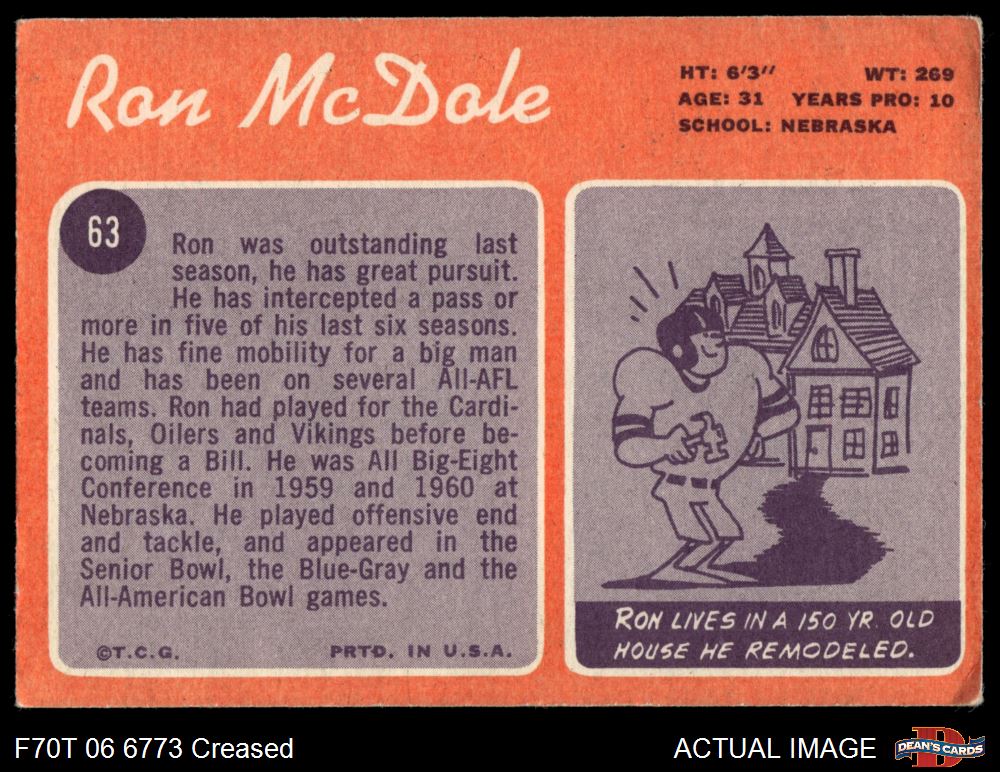 Ron McDole
HT: 6'3" WT: 269
AGE: 31 YEARS PRO: 10
SCHOOL: NEBRASKA
63
Ron was outstanding last
season, he has great pursuit.
He has intercepted a pass or
more in five of his last six seasons.
He has fine mobility for a big man
and has been on several All-AFL
teams. Ron had played for the Cardi-
nals, Oilers and Vikings before be-
coming a Bill. He was All Big-Eight
Conference in 1959 and 1960 at
Nebraska. He played offensive end
and tackle, and appeared in the
Senior Bowl, the Blue-Gray and the
All-American Bowl games.
©T.C.G. PRTD. IN U.S.A.
RON LIVES IN A 150 YR. OLD
HOUSE HE REMODELED.
F70T 06 6773 Creased
ACTUAL IMAGE
D
DEAN'S CARDS